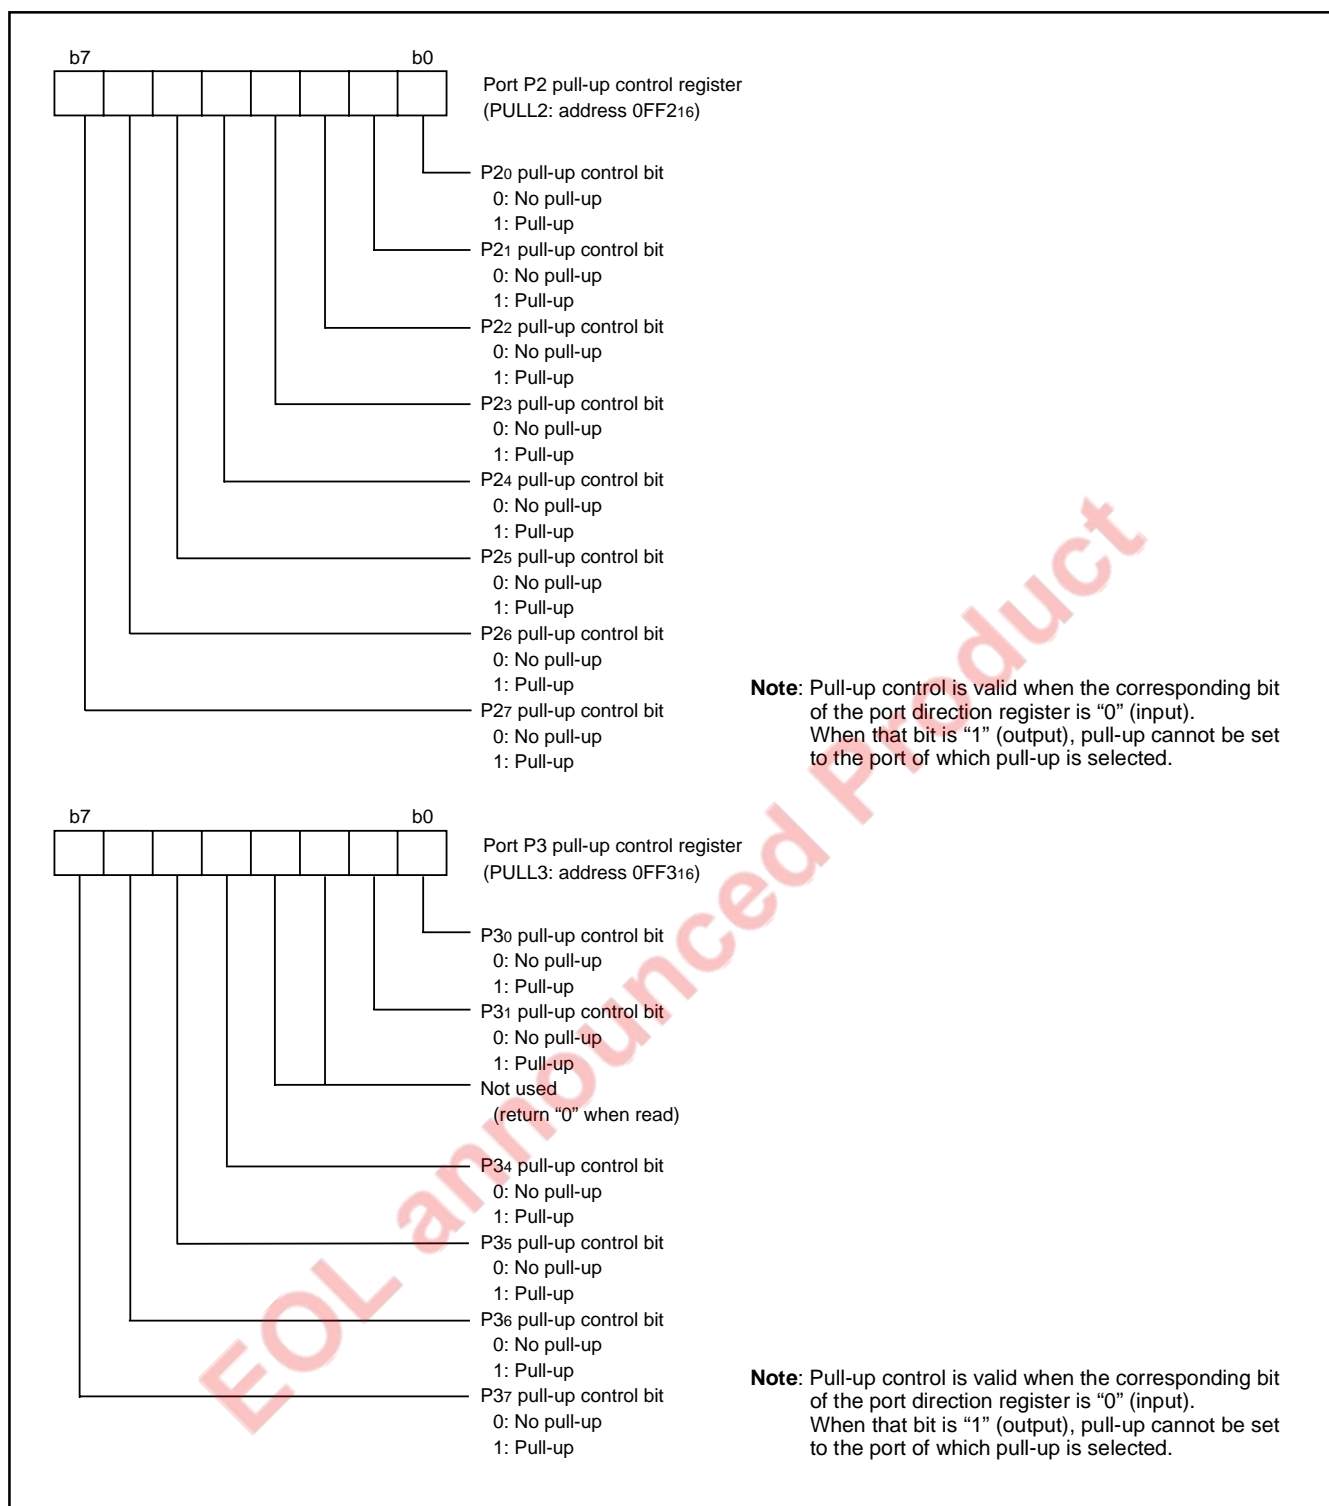 b7 b0
Port P2 pull-up control register
(PULL2: address 0FF216)
P20 pull-up control bit
0: No pull-up
1: Pull-up
P21 pull-up control bit
0: No pull-up
1: Pull-up
P22 pull-up control bit
0: No pull-up
1: Pull-up
P23 pull-up control bit
0: No pull-up
1: Pull-up
P24 pull-up control bit
0: No pull-up
1: Pull-up
P25 pull-up control bit
0: No pull-up
1: Pull-up
P26 pull-up control bit
0: No pull-up
1: Pull-up
P27 pull-up control bit
0: No pull-up
1: Pull-up
Note: Pull-up control is valid when the corresponding bit
of the port direction register is “0” (input).
When that bit is “1” (output), pull-up cannot be set
to the port of which pull-up is selected.
b7 b0
Port P3 pull-up control register
(PULL3: address 0FF316)
P30 pull-up control bit
0: No pull-up
1: Pull-up
P31 pull-up control bit
0: No pull-up
1: Pull-up
Not used
(return “0” when read)
P34 pull-up control bit
0: No pull-up
1: Pull-up
P35 pull-up control bit
0: No pull-up
1: Pull-up
P36 pull-up control bit
0: No pull-up
1: Pull-up
P37 pull-up control bit
0: No pull-up
1: Pull-up
Note: Pull-up control is valid when the corresponding bit
of the port direction register is “0” (input).
When that bit is “1” (output), pull-up cannot be set
to the port of which pull-up is selected.
EOL announced Product